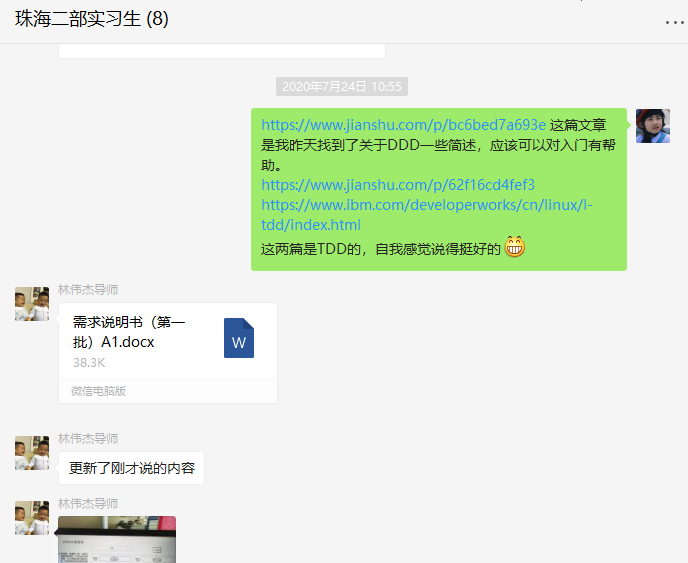 珠海二部实习生 (8)
2020年7月24日 10:55
https://www.jianshu.com/p/bc6bed7a693e 这篇文章
是我昨天找到了关于DDD一些简述，应该可以对入门有帮
助。
https://www.jianshu.com/p/62f16cd4fef3
https://www.ibm.com/developerworks/cn/linux/l-
tdd/index.html
这两篇是TDD的，自我感觉说得挺好的
林伟杰导师
需求说明书（第一
批）A1.docx
W
38.3K
微信电脑版
林伟杰导师
更新了刚才说的内容
林伟杰导师